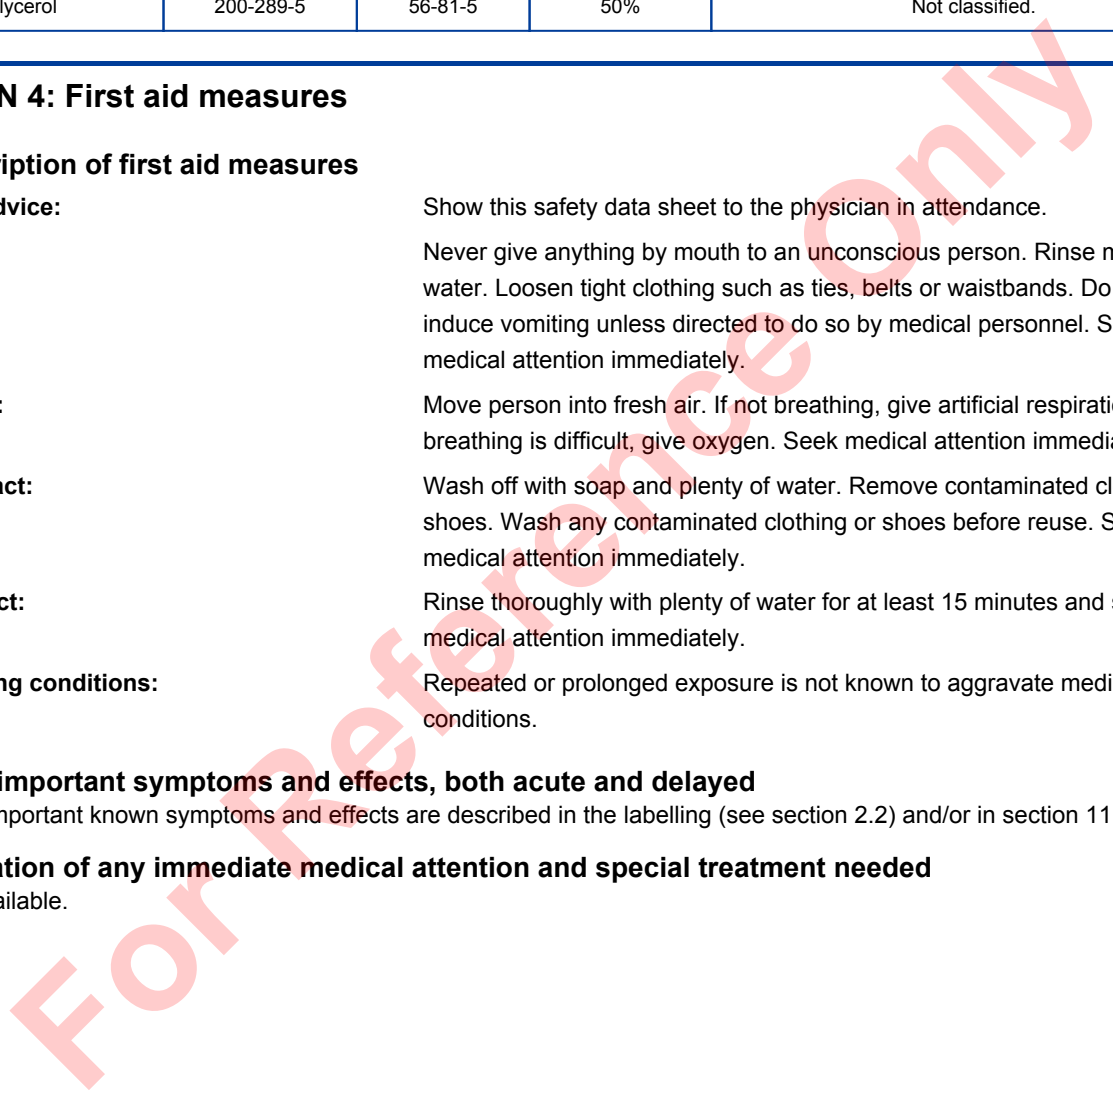 lycerol 200-289-5 56-81-5 50% Not classified.
N 4: First aid measures
iption of first aid measures
dvice: Show this safety data sheet to the physician in attendance.
Never give anything by mouth to an unconscious person. Rinse
water. Loosen tight clothing such as ties, belts or waistbands. Do
induce vomiting unless directed to do so by medical personnel. S
medical attention immediately.
: Move person into fresh air. If not breathing, give artificial respirati
breathing is difficult, give oxygen. Seek medical attention immedia
act: Wash off with soap and plenty of water. Remove contaminated cl
shoes. Wash any contaminated clothing or shoes before reuse. S
medical attention immediately.
ct: Rinse thoroughly with plenty of water for at least 15 minutes and s
medical attention immediately.
ng conditions: Repeated or prolonged exposure is not known to aggravate medi
conditions.
important symptoms and effects, both acute and delayed
mportant known symptoms and effects are described in the labelling (see section 2.2) and/or in section 11
ation of any immediate medical attention and special treatment needed
ailable.
For Reference Only